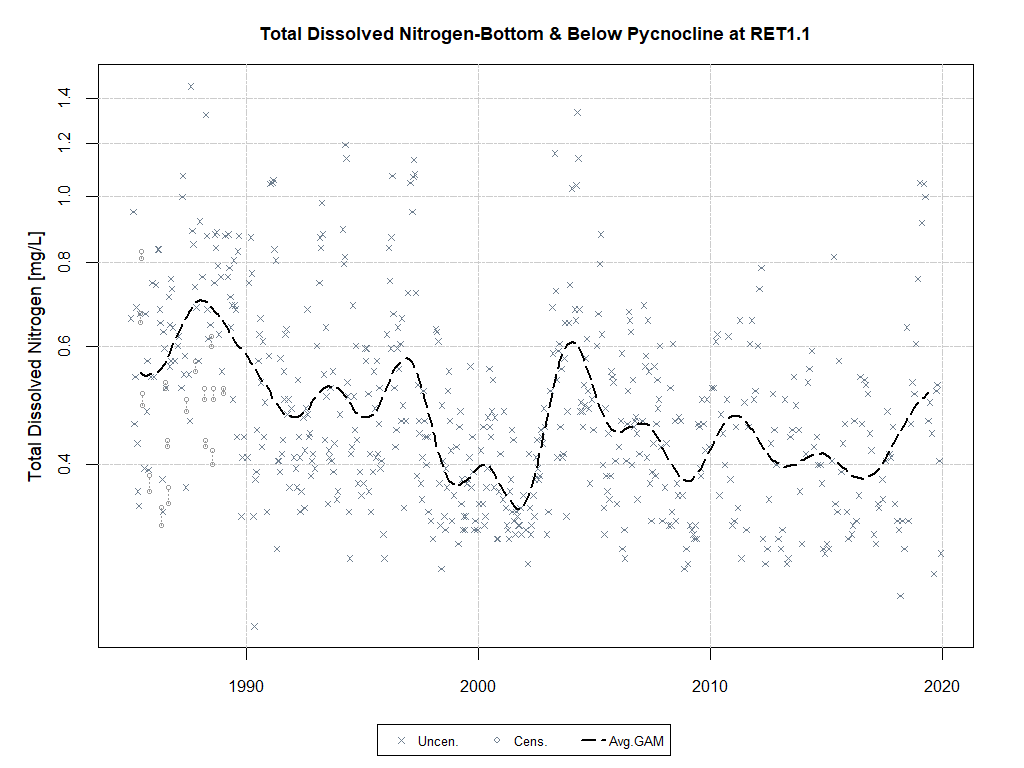 Total Dissolved Nitrogen-Bottom & Below Pycnocline at RET1.1
Total Dissolved Nitrogen [mg/L]
1.4
1.2
1.0
0.8
0.6
0.4
1990 2000 2010 2020
Uncen. Cens. Avg.GAM